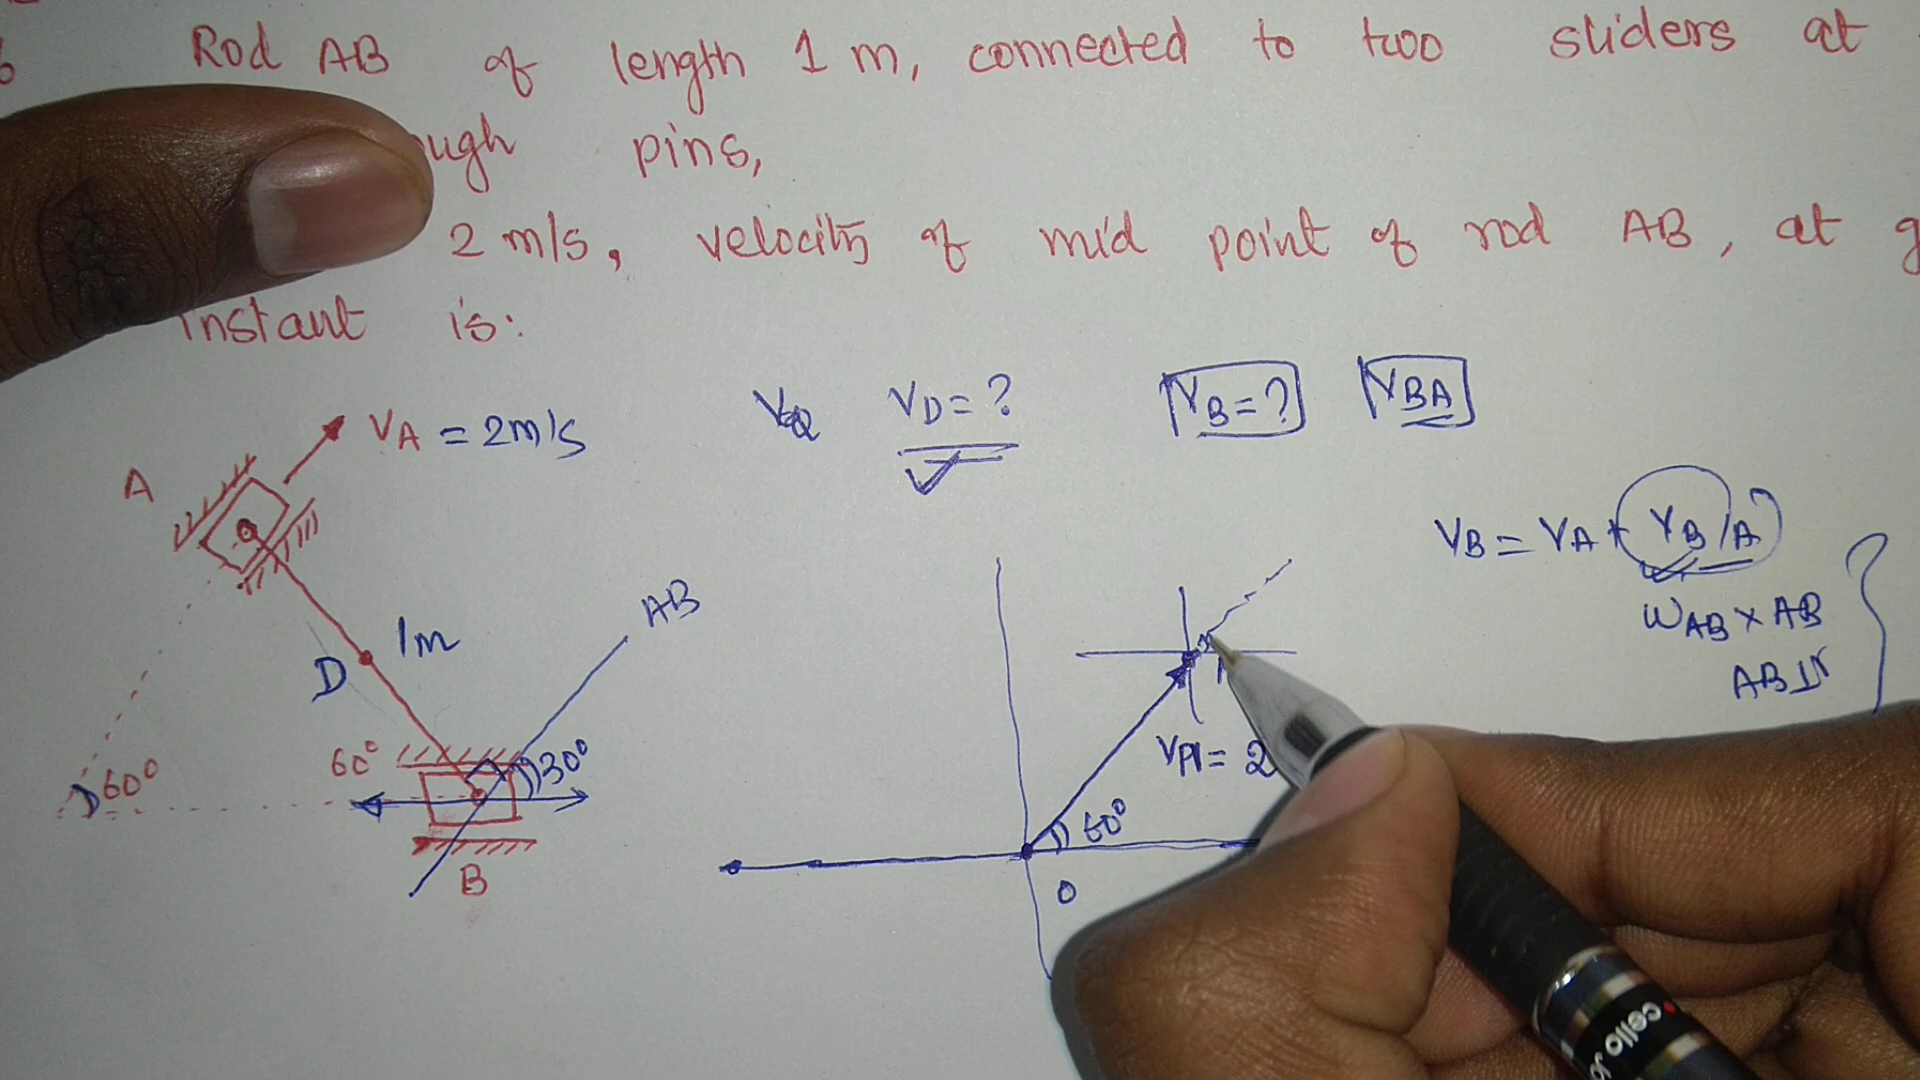 Rod AB of length 1 m, connected to two sliders at
ugh pins,
2 m/s, velocity of mid point of rod AB, at g
instant is:
VA = 2m/s
VD = ?
VB = ?
VBA
A
VB = VA + VB/A
WAB × AB
AB ⊥r
AB
1m
D
60°
60°
30°
B
VA = 2
60°
O
cello